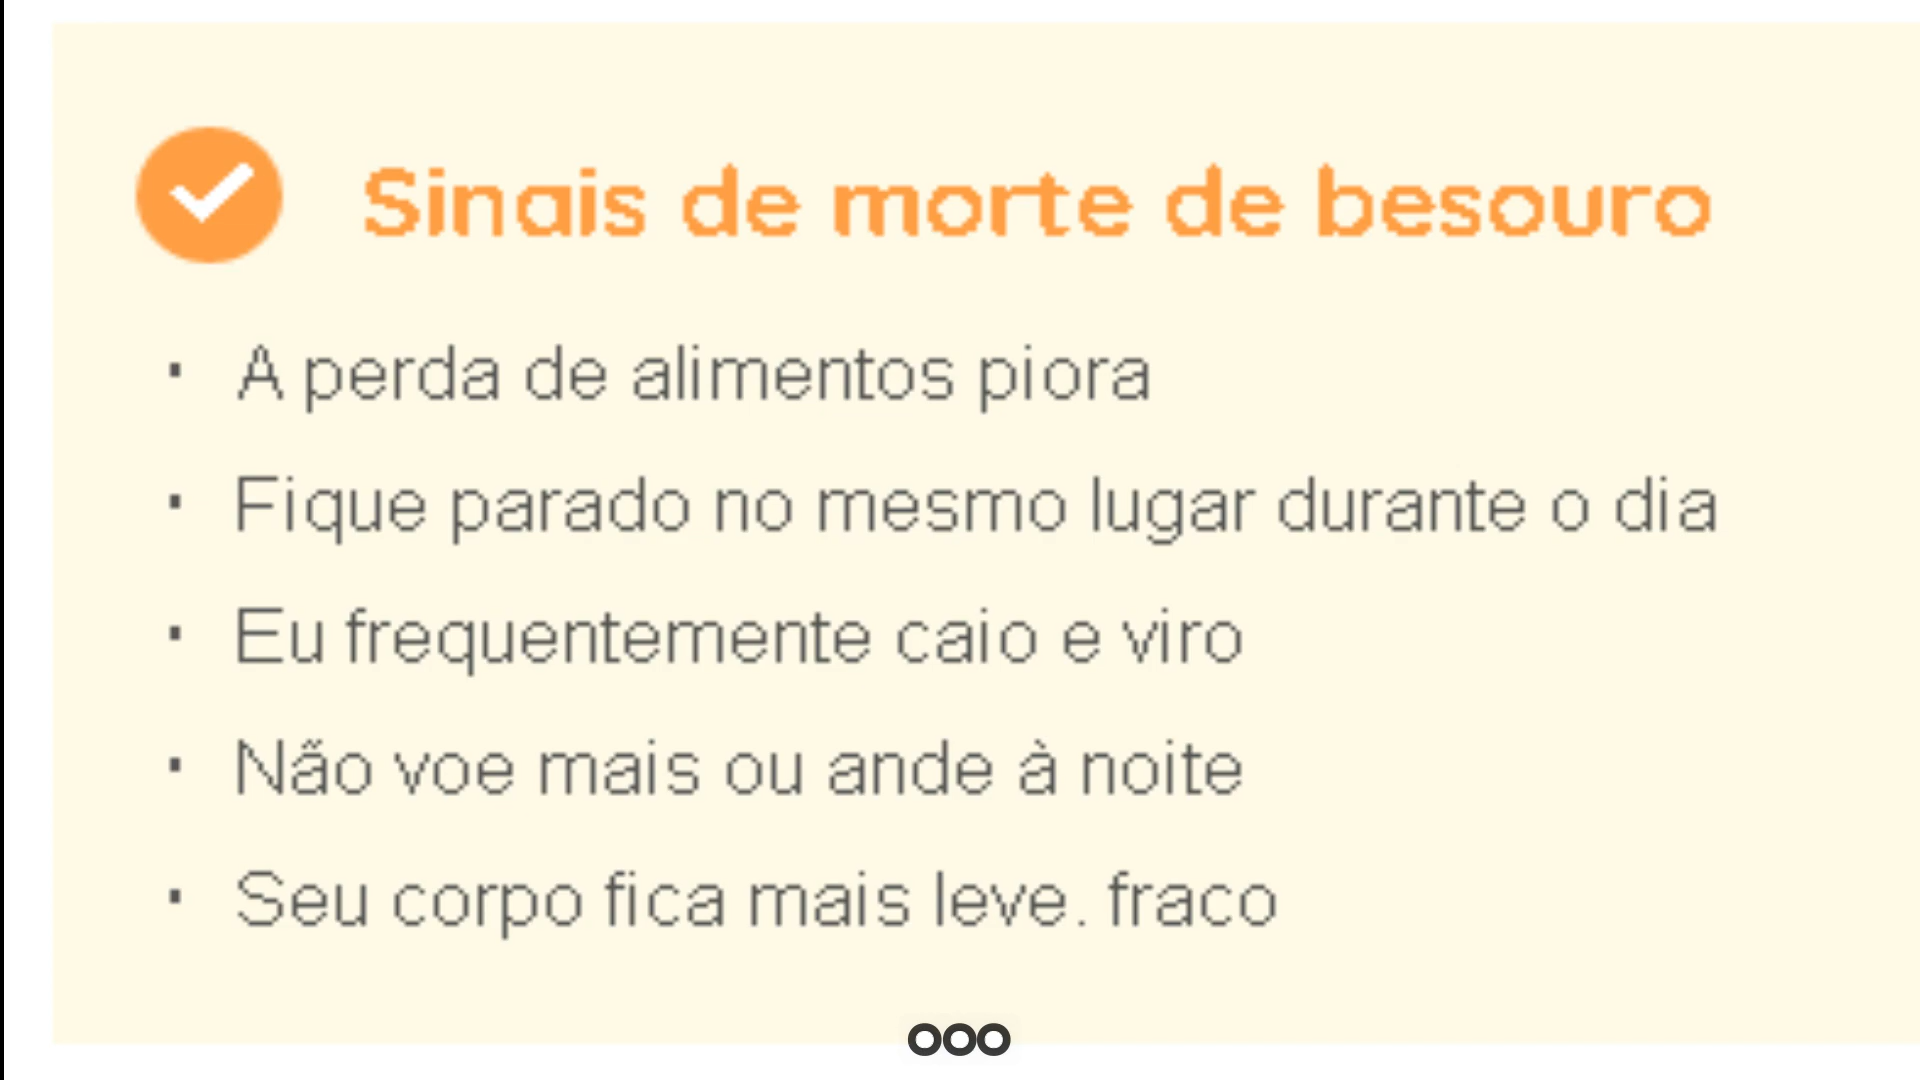 Sinais de morte de besouro
· A perda de alimentos piora
· Fique parado no mesmo lugar durante o dia
· Eu frequentemente caio e viro
· Não voe mais ou ande à noite
· Seu corpo fica mais leve. fraco